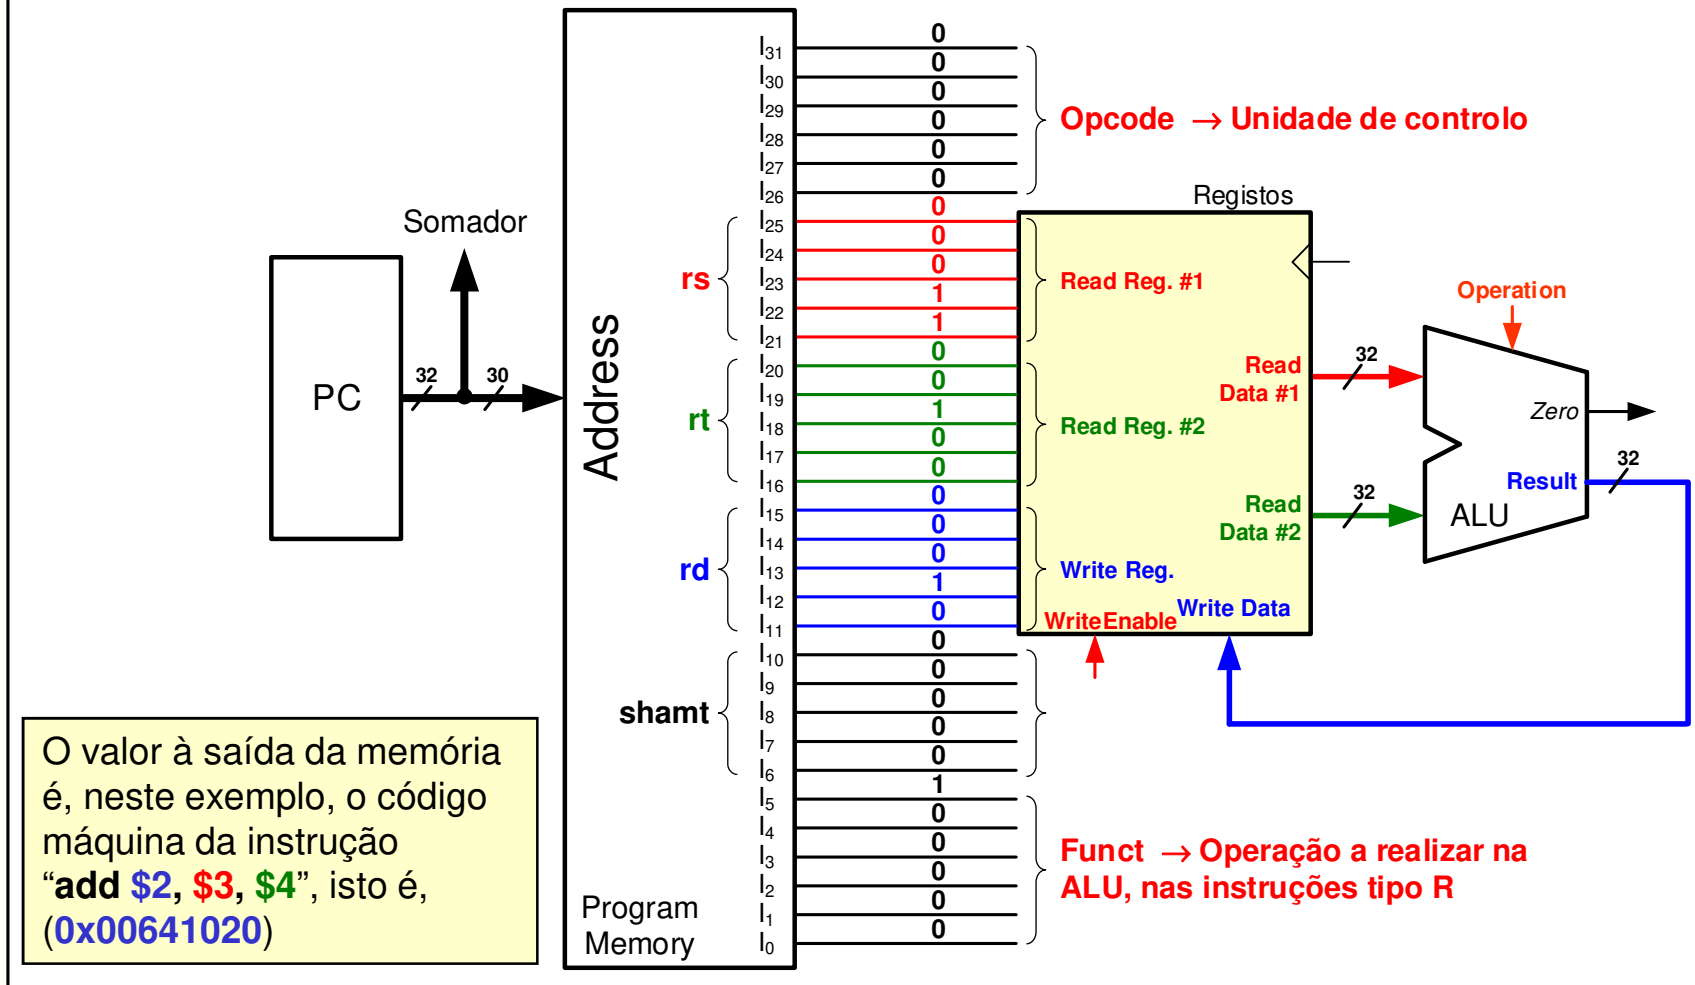 0
I31
0
I30
0
I29
0
I28
0
I27
0
I26
Opcode → Unidade de controlo
Somador
PC
32
30
Address
Program
Memory
rs
0
I25
0
I24
0
I23
1
I22
1
I21
rt
0
I20
0
I19
1
I18
0
I17
0
I16
rd
0
I15
0
I14
0
I13
1
I12
0
I11
shamt
0
I10
0
I9
0
I8
0
I7
0
I6
1
I5
0
I4
0
I3
0
I2
0
I1
0
I0
Registos
Read Reg. #1
Read Reg. #2
Write Reg.
WriteEnable
Write Data
Read
Data #1
Read
Data #2
32
32
Operation
Zero
Result
ALU
32
Funct → Operação a realizar na
ALU, nas instruções tipo R
O valor à saída da memória
é, neste exemplo, o código
máquina da instrução
“add $2, $3, $4”, isto é,
(0x00641020)